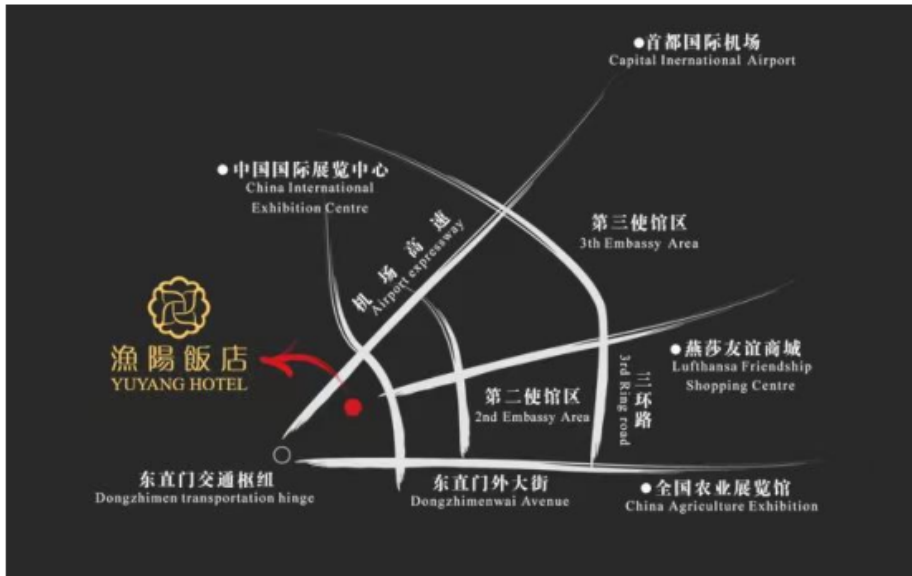 首都国际机场
Capital Inernational Airport
中国国际展览中心
China International
Exhibition Centre
机场高速
Airport expressway
第三使馆区
3th Embassy Area
漁陽飯店
YUYANG HOTEL
燕莎友谊商城
Lufthansa Friendship
Shopping Centre
三环路
3rd Ring road
第二使馆区
2nd Embassy Area
东直门交通枢纽
Dongzhimen transportation hinge
东直门外大街
Dongzhimenwai Avenue
全国农业展览馆
China Agriculture Exhibition